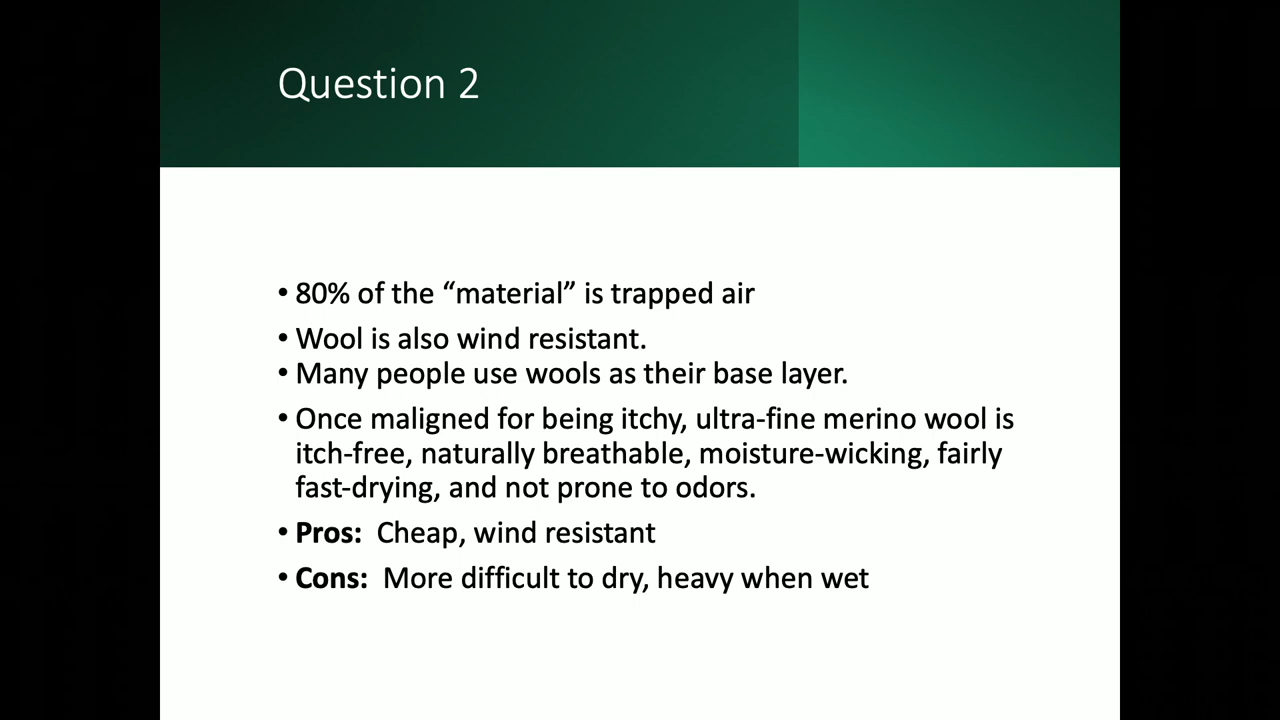 Question 2
• 80% of the “material” is trapped air
• Wool is also wind resistant.
• Many people use wools as their base layer.
• Once maligned for being itchy, ultra-fine merino wool is
itch-free, naturally breathable, moisture-wicking, fairly
fast-drying, and not prone to odors.
• Pros:  Cheap, wind resistant
• Cons:  More difficult to dry, heavy when wet